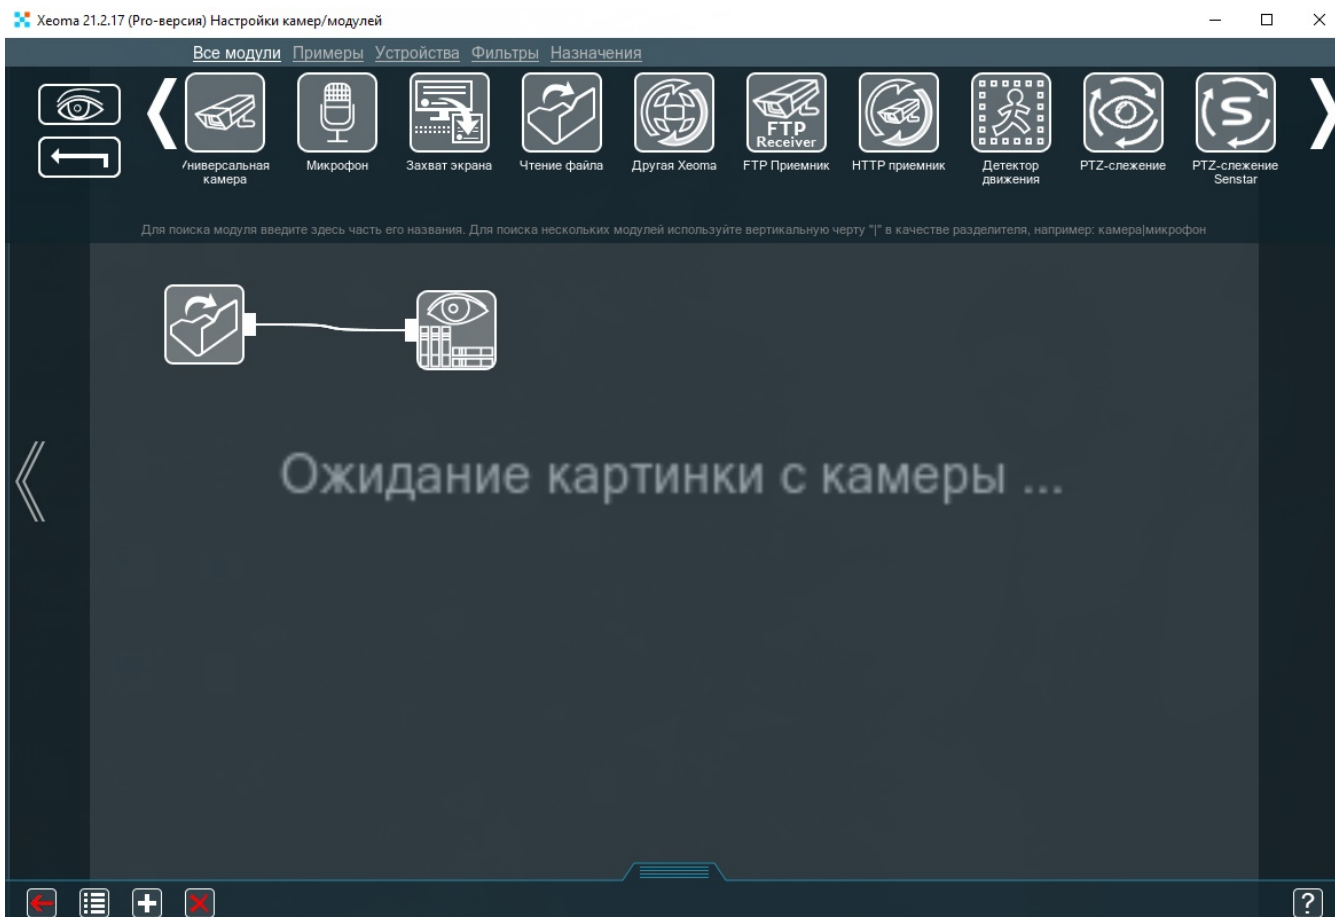 Xeoma 21.2.17 (Pro-версия) Настройки камер/модулей
Все модули Примеры Устройства Фильтры Назначения
Универсальная камера
Микрофон
Захват экрана
Чтение файла
Другая Xeoma
FTP Receiver
FTP Приемник
HTTP приемник
Детектор движения
PTZ-слежение
S
PTZ-слежение Senstar
Для поиска модуля введите здесь часть его названия. Для поиска нескольких модулей используйте вертикальную черту "|" в качестве разделителя, например: камера|микрофон
Ожидание картинки с камеры ...
?